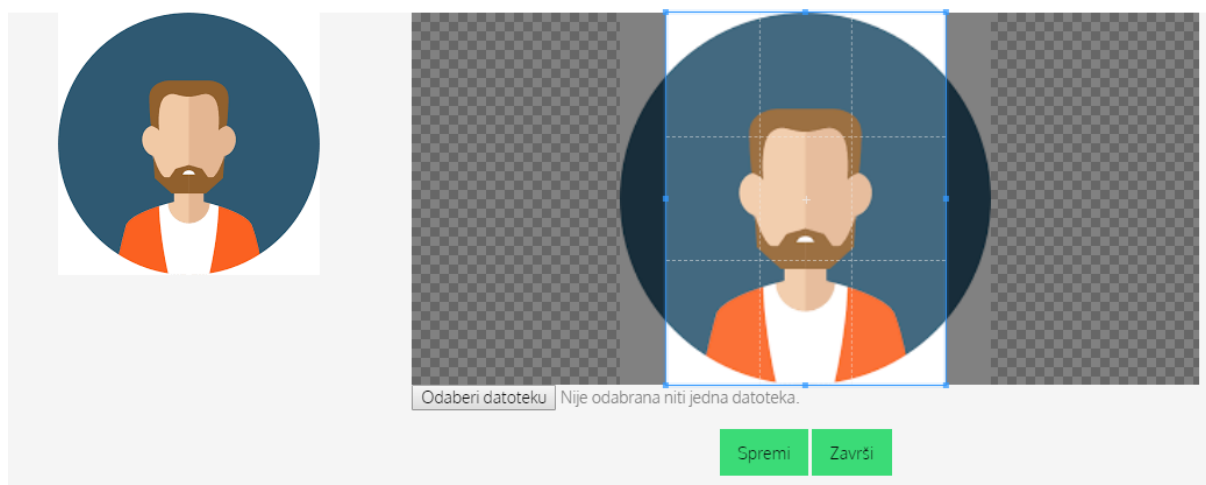 Odaberi datoteku Nije odabrana niti jedna datoteka.
Spremi Završi